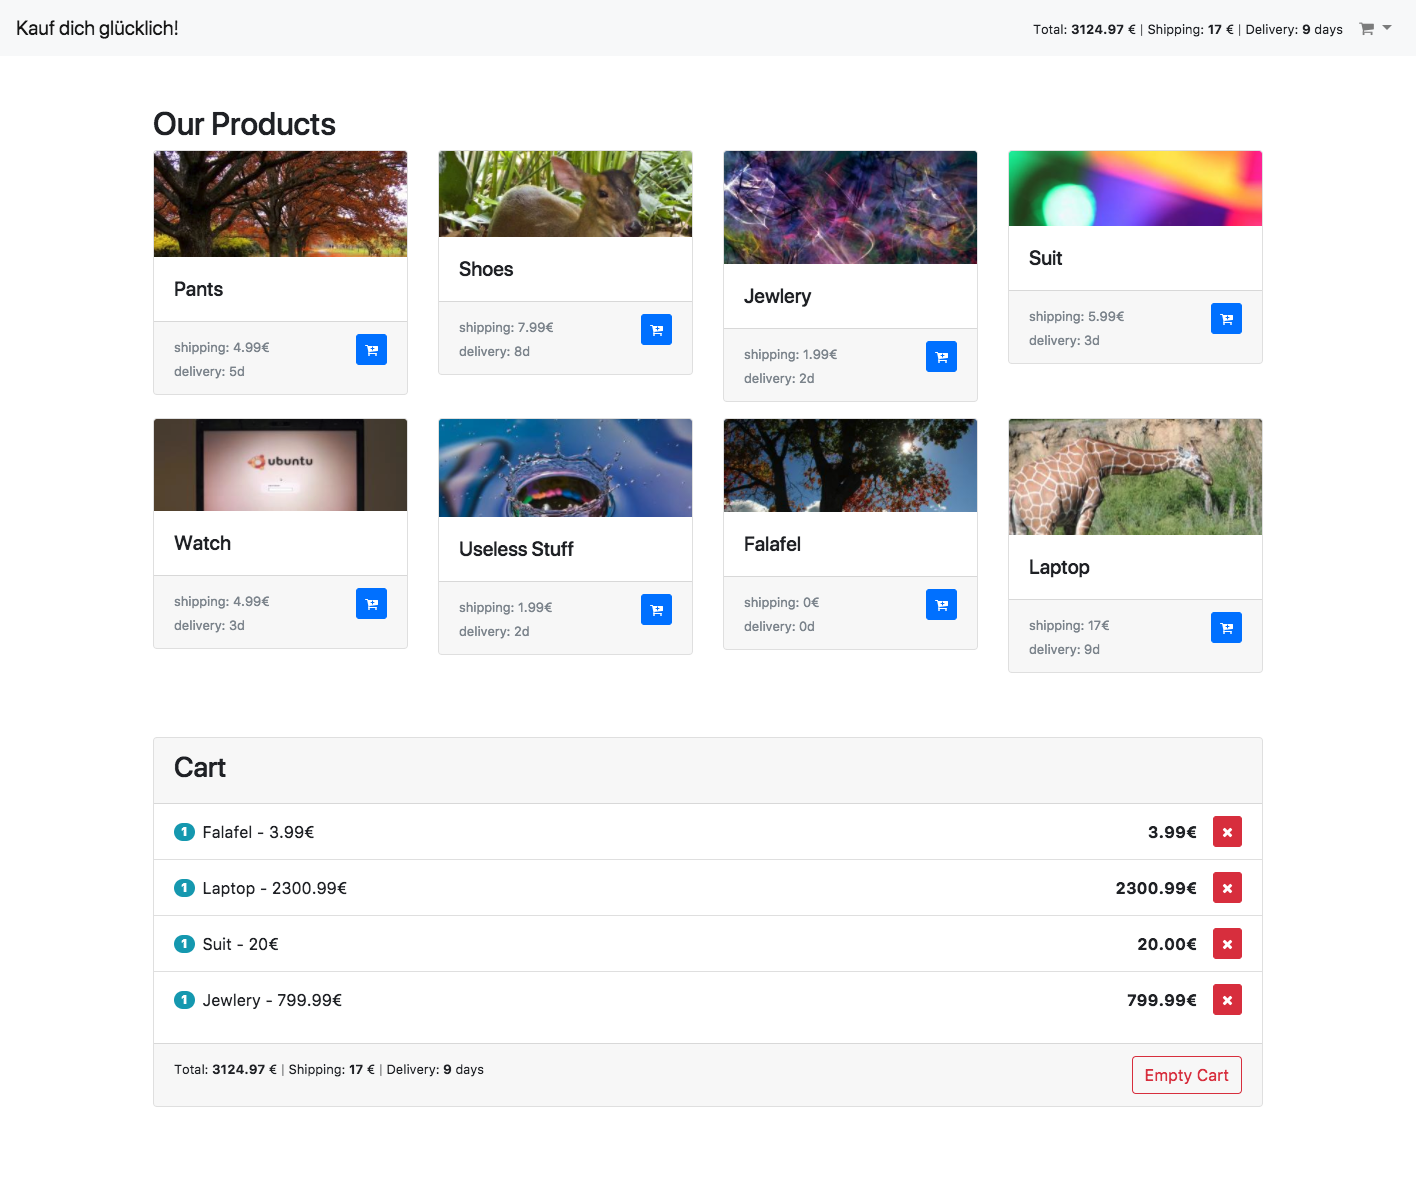 Kauf dich glücklich!
Total: 3124.97 € | Shipping: 17 € | Delivery: 9 days
Our Products
Pants
shipping: 4.99€
delivery: 5d
Shoes
shipping: 7.99€
delivery: 8d
Jewlery
shipping: 1.99€
delivery: 2d
Suit
shipping: 5.99€
delivery: 3d
ubuntu
Watch
shipping: 4.99€
delivery: 3d
Useless Stuff
shipping: 1.99€
delivery: 2d
Falafel
shipping: 0€
delivery: 0d
Laptop
shipping: 17€
delivery: 9d
Cart
1 Falafel - 3.99€ 3.99€
1 Laptop - 2300.99€ 2300.99€
1 Suit - 20€ 20.00€
1 Jewlery - 799.99€ 799.99€
Total: 3124.97 € | Shipping: 17 € | Delivery: 9 days
Empty Cart